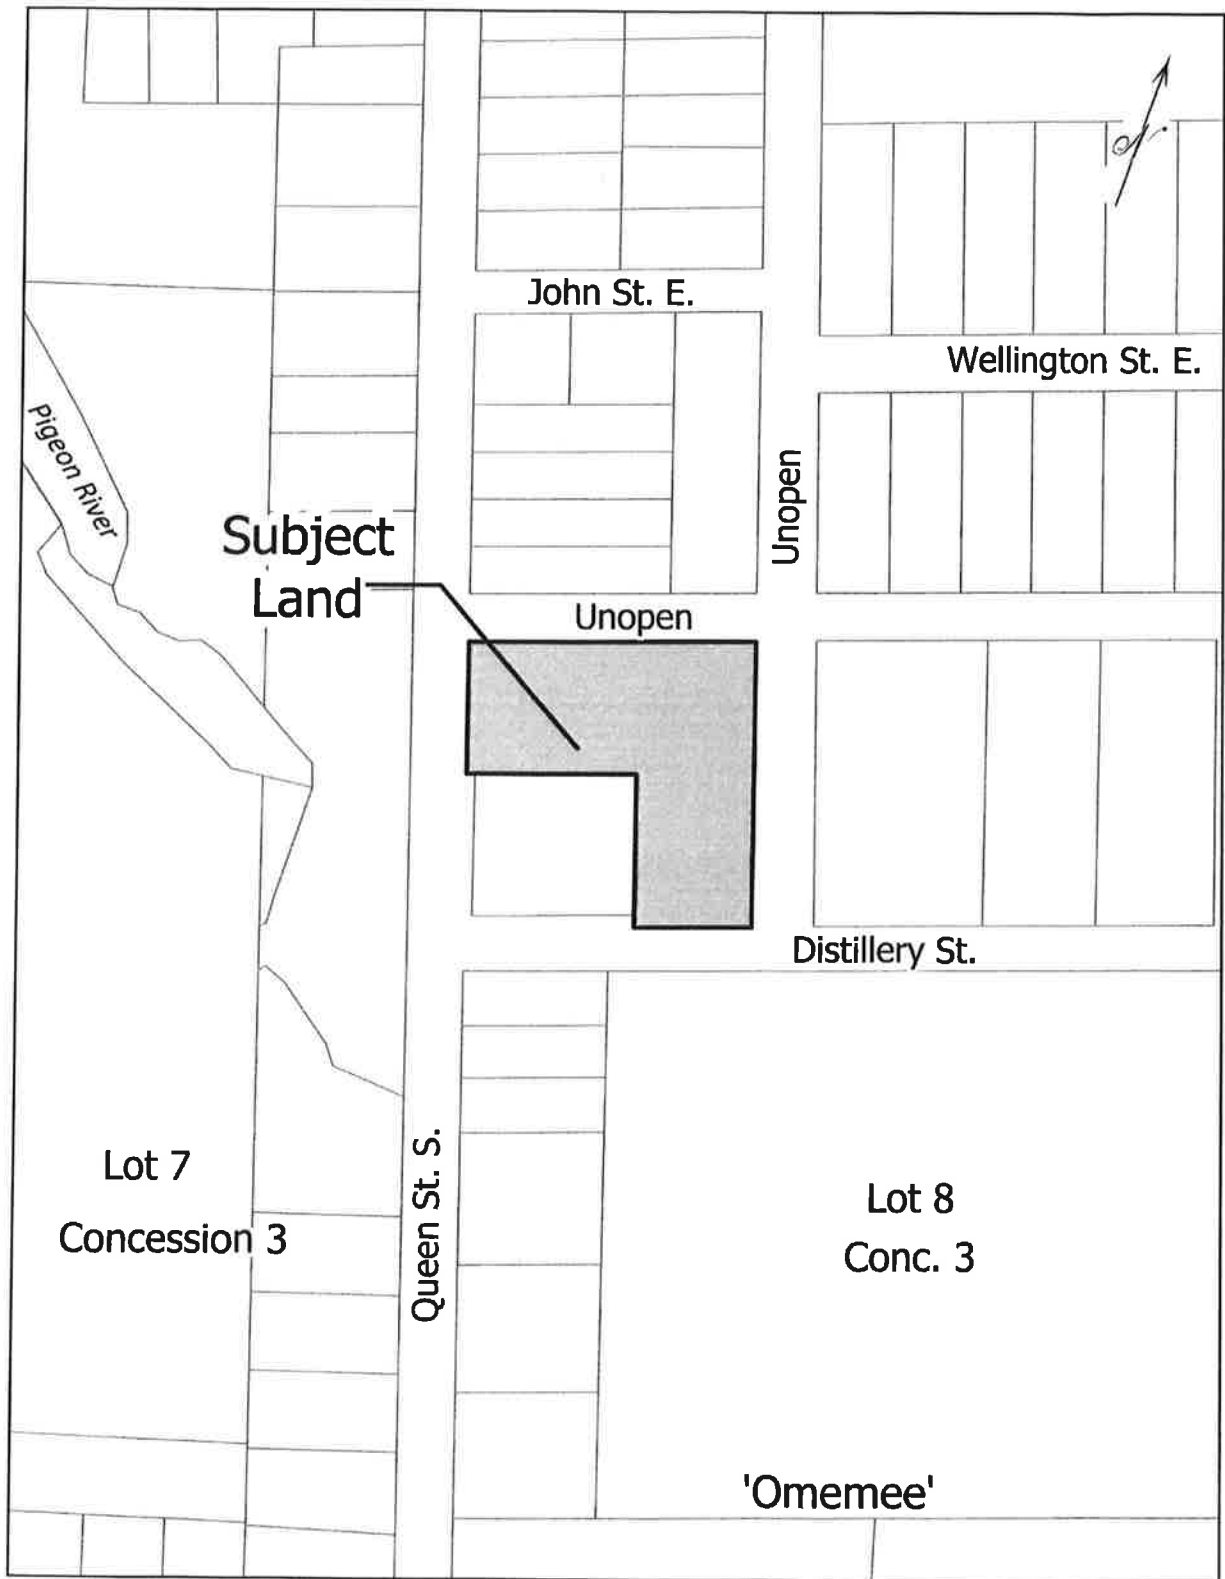 John St. E.
Wellington St. E.
Pigeon River
Unopen
Subject
Land
Unopen
Distillery St.
Queen St. S.
Lot 7
Concession 3
Lot 8
Conc. 3
'Omemee'